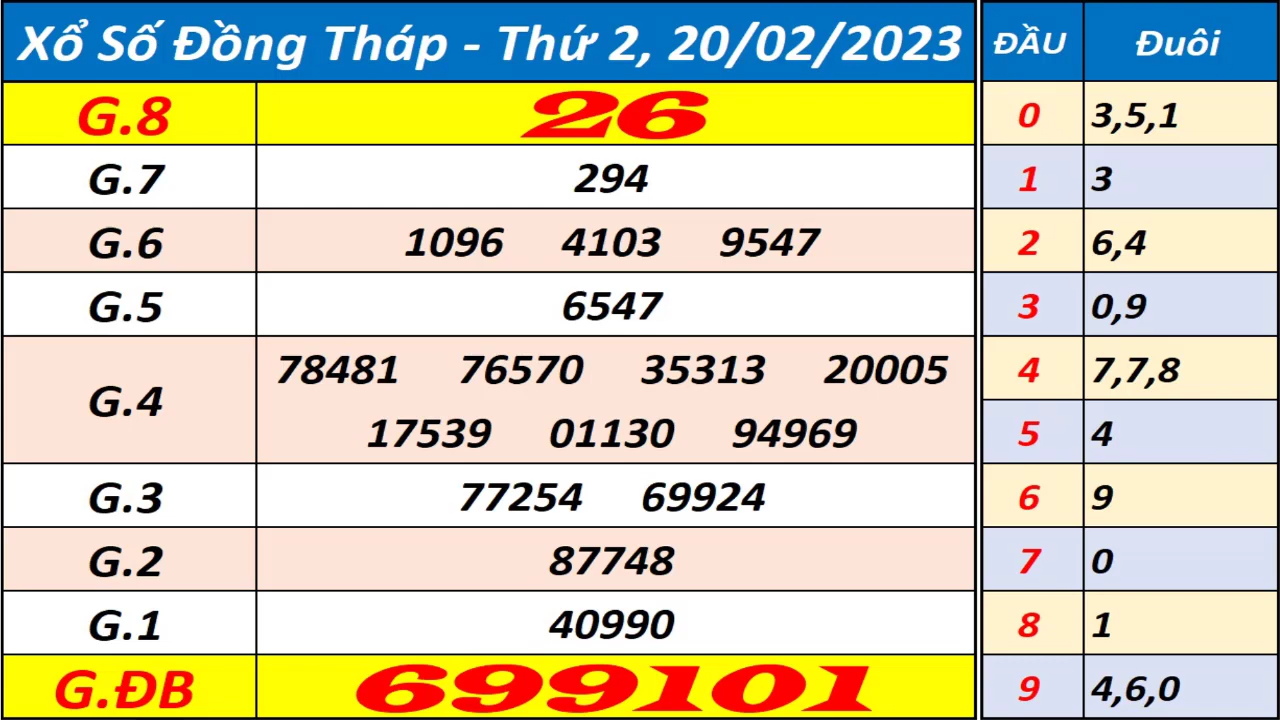 Xổ Số Đồng Tháp - Thứ 2, 20/02/2023
G.8 26
G.7 294
G.6 1096 4103 9547
G.5 6547
G.4 78481 76570 35313 20005
17539 01130 94969
G.3 77254 69924
G.2 87748
G.1 40990
G.ĐB 699101
ĐẦU Đuôi
0 3,5,1
1 3
2 6,4
3 0,9
4 7,7,8
5 4
6 9
7 0
8 1
9 4,6,0